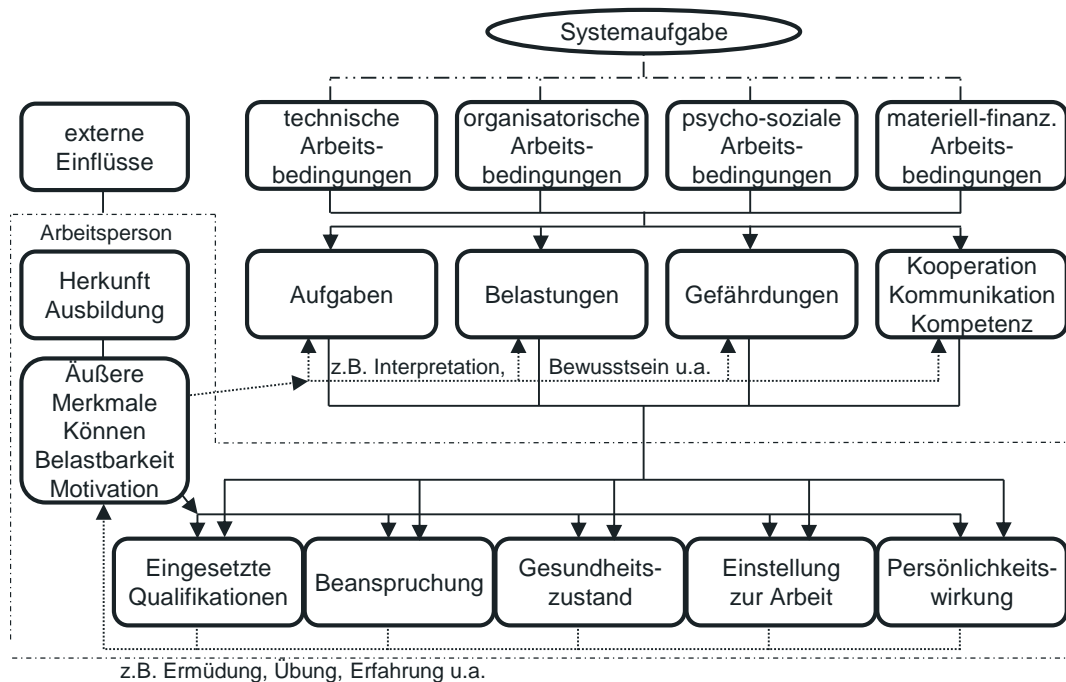 Systemaufgabe
externe
Einflüsse
technische
Arbeits-
bedingungen
organisatorische
Arbeits-
bedingungen
psycho-soziale
Arbeits-
bedingungen
materiell-finanz.
Arbeits-
bedingungen
Arbeitsperson
Herkunft
Ausbildung
Aufgaben
Belastungen
Gefährdungen
Kooperation
Kommunikation
Kompetenz
Äußere
Merkmale
Können
Belastbarkeit
Motivation
z.B. Interpretation, Bewusstsein u.a.
Eingesetzte
Qualifikationen
Beanspruchung
Gesundheits-
zustand
Einstellung
zur Arbeit
Persönlichkeits-
wirkung
z.B. Ermüdung, Übung, Erfahrung u.a.